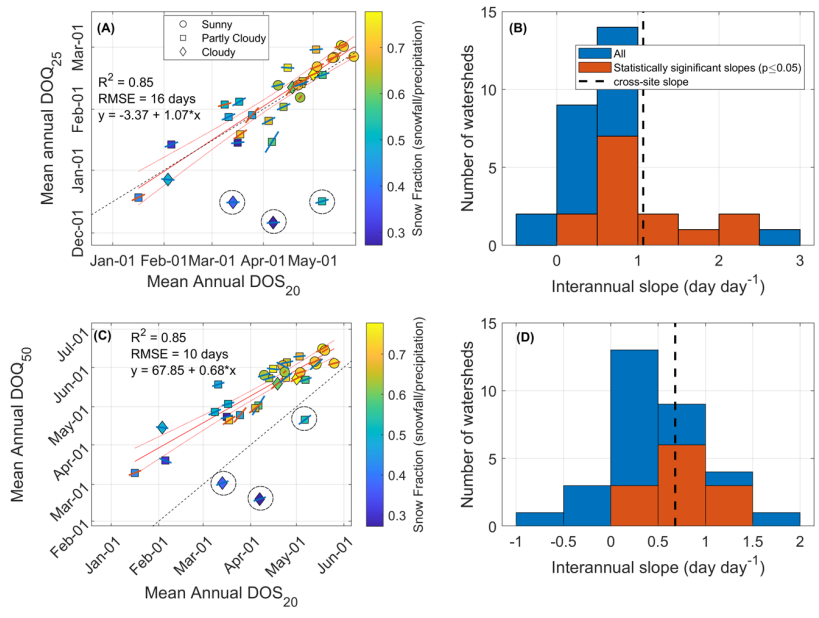 (A)
Sunny
Partly Cloudy
Cloudy
R2 = 0.85
RMSE = 16 days
y = -3.37 + 1.07*x
Mean annual DOQ25
Mar-01
Feb-01
Jan-01
Dec-01
Jan-01 Feb-01 Mar-01 Apr-01 May-01
Mean Annual DOS20
0.7
0.6
0.5
0.4
0.3
Snow Fraction (snowfall/precipitation)
(B)
All
Statistically siginificant slopes (p≤0.05)
cross-site slope
Number of watersheds
15
10
5
0
0 1 2 3
Interannual slope (day day-1)
(C)
R2 = 0.85
RMSE = 10 days
y = 67.85 + 0.68*x
Mean Annual DOQ50
Jul-01
Jun-01
May-01
Apr-01
Mar-01
Feb-01
Jan-01 Feb-01 Mar-01 Apr-01 May-01 Jun-01
Mean Annual DOS20
0.7
0.6
0.5
0.4
0.3
Snow Fraction (snowfall/precipitation)
(D)
Number of watersheds
15
10
5
0
-1 -0.5 0 0.5 1 1.5 2
Interannual slope (day day-1)